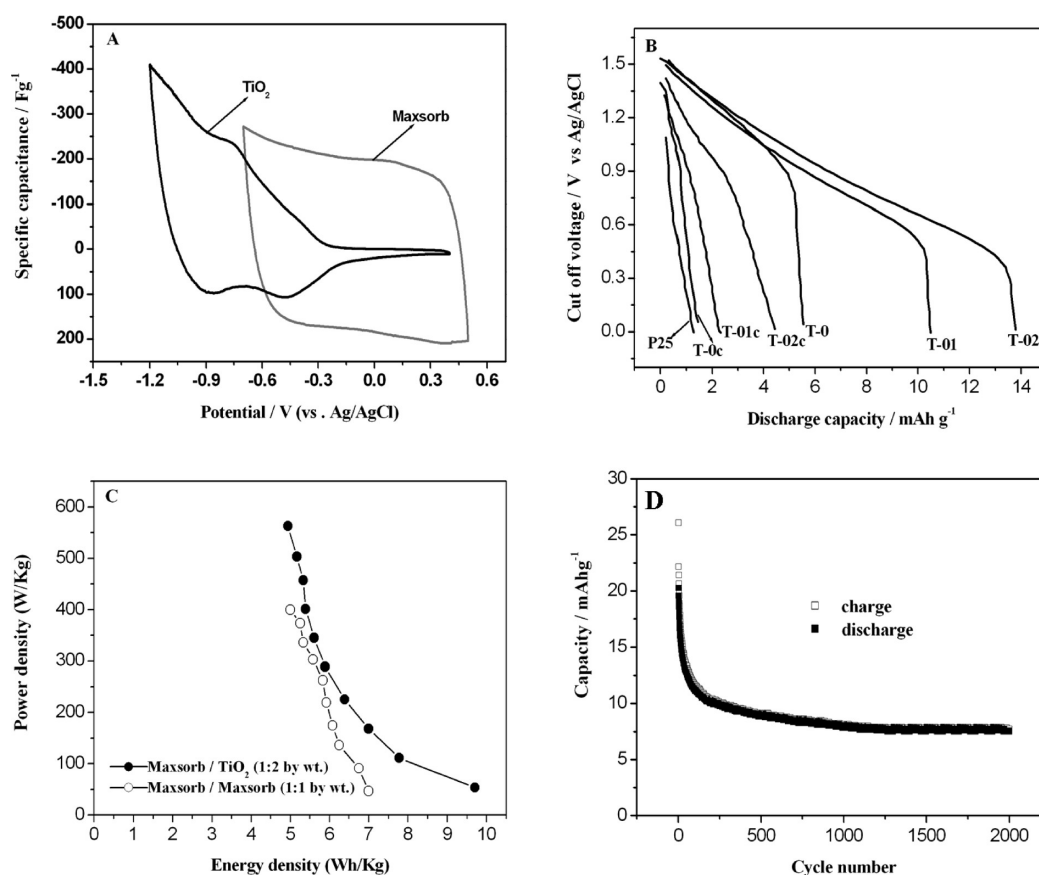 A
-500
-400
-300
-200
-100
0
100
200
Specific capacitance / Fg⁻¹
TiO₂
Maxsorb
-1.5 -1.2 -0.9 -0.6 -0.3 0.0 0.3 0.6
Potential / V (vs . Ag/AgCl)
B
1.5
1.2
0.9
0.6
0.3
0.0
Cut off voltage / V vs Ag/AgCl
P25
T-0c
T-01c
T-02c
T-0
T-01
T-02
0 2 4 6 8 10 12 14
Discharge capacity / mAh g⁻¹
C
600
500
400
300
200
100
0
Power density (W/Kg)
Maxsorb / TiO₂ (1:2 by wt.)
Maxsorb / Maxsorb (1:1 by wt.)
0 1 2 3 4 5 6 7 8 9 10
Energy density (Wh/Kg)
D
30
25
20
15
10
5
0
Capacity / mAhg⁻¹
charge
discharge
0 500 1000 1500 2000
Cycle number